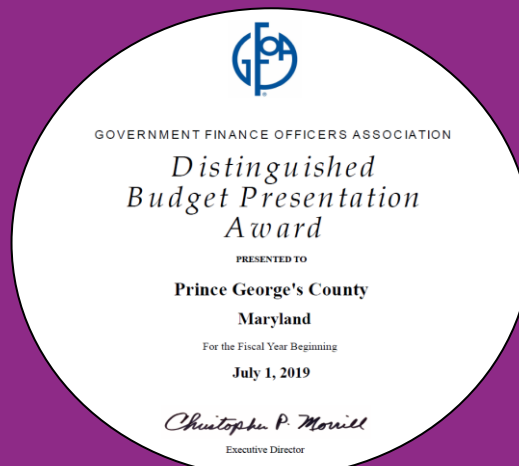 GFOA
GOVERNMENT FINANCE OFFICERS ASSOCIATION
Distinguished
Budget Presentation
Award
PRESENTED TO
Prince George's County
Maryland
For the Fiscal Year Beginning
July 1, 2019
Christopher P. Morrill
Executive Director